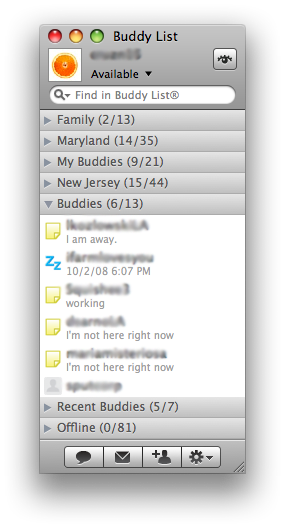 Buddy List
Available
Find in Buddy List®
Family (2/13)
Maryland (14/35)
My Buddies (9/21)
New Jersey (15/44)
Buddies (6/13)
I am away.
zz
10/2/08 6:07 PM
working
I'm not here right now
I'm not here right now
Recent Buddies (5/7)
Offline (0/81)